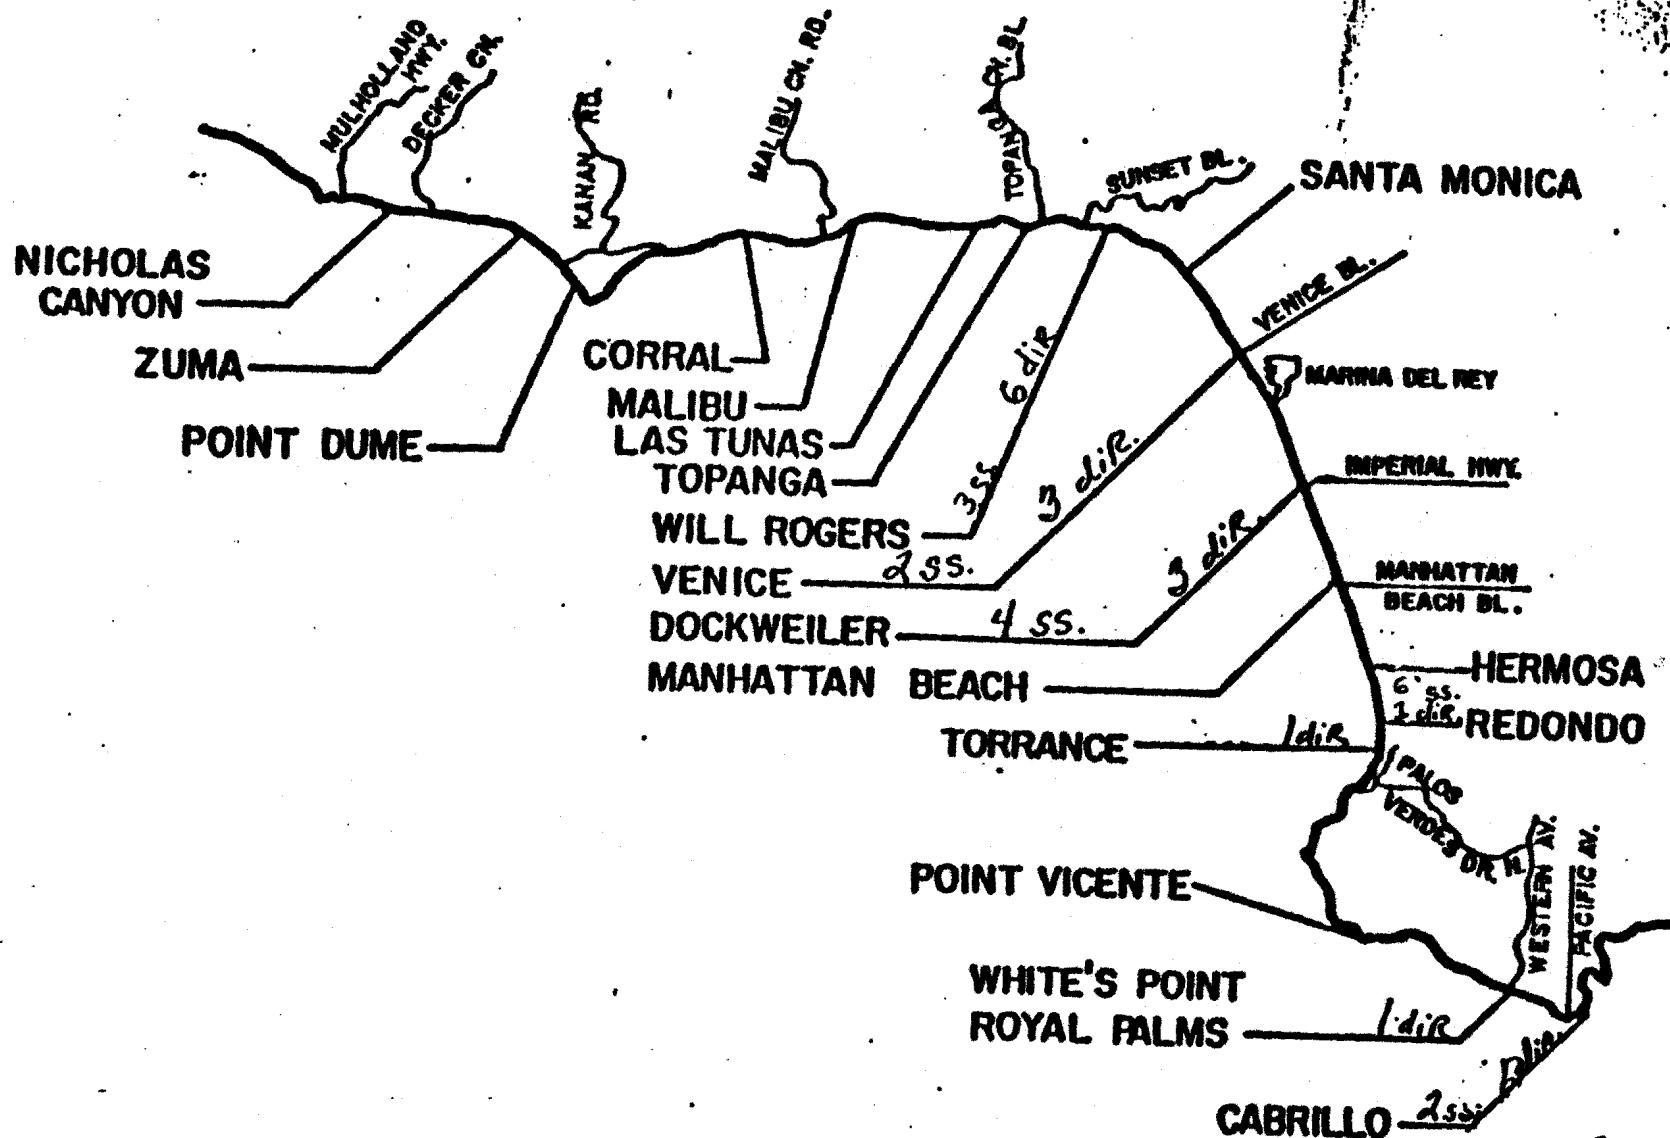 MULHOLLAND
HWY.
DECKER CN.
KANAN RD.
MALIBU CN. RD.
TOPANGA CN. BL.
SUNSET BL.
SANTA MONICA
NICHOLAS
CANYON
ZUMA
POINT DUME
CORRAL
MALIBU
LAS TUNAS
TOPANGA
WILL ROGERS
3 SS.
6 diR
VENICE BL.
MARINA DEL REY
VENICE
2 SS.
3 diR.
IMPERIAL HWY.
DOCKWEILER
4 SS.
3 diR.
MANHATTAN
BEACH BL.
MANHATTAN BEACH
HERMOSA
6 SS.
1 diR.
REDONDO
TORRANCE
1 diR
PALOS
VERDES DR. N.
WESTERN AV.
PACIFIC AV.
POINT VICENTE
WHITE'S POINT
ROYAL PALMS
1 diR
CABRILLO
2 SS.
diR.